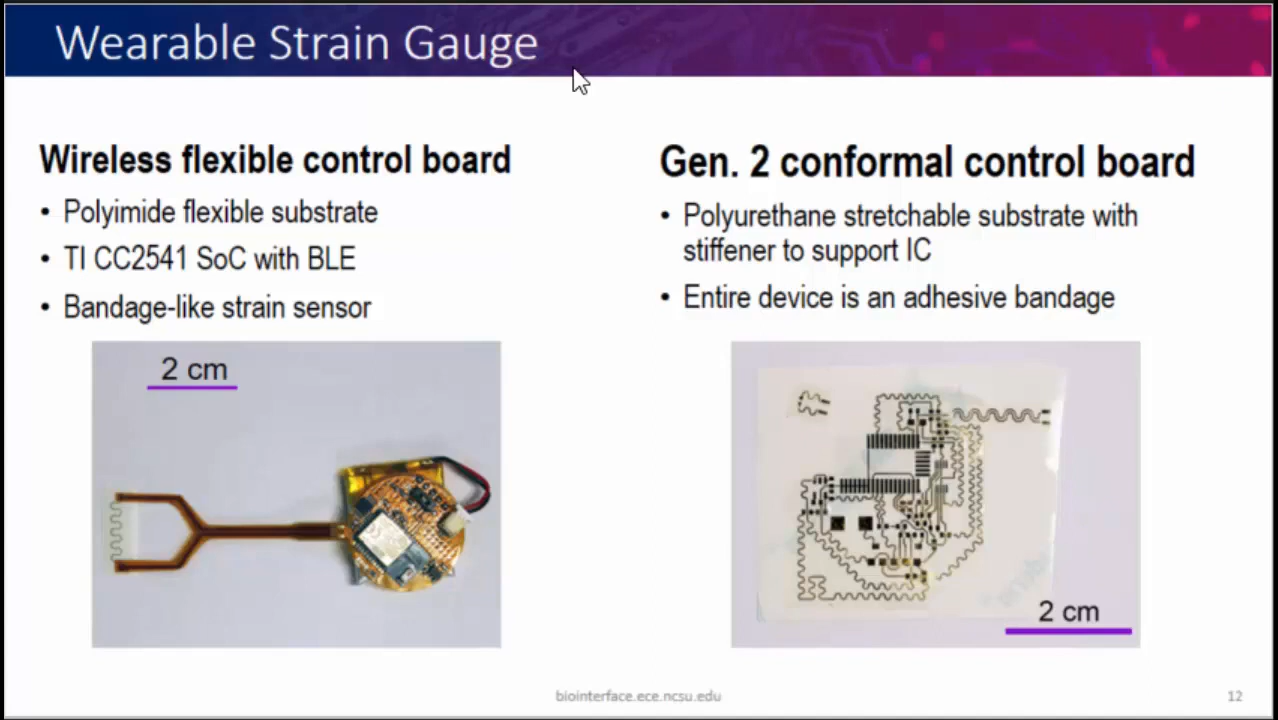 Wearable Strain Gauge
Wireless flexible control board
• Polyimide flexible substrate
• TI CC2541 SoC with BLE
• Bandage-like strain sensor
2 cm
Gen. 2 conformal control board
• Polyurethane stretchable substrate with
stiffener to support IC
• Entire device is an adhesive bandage
2 cm
biointerface.ece.ncsu.edu
12